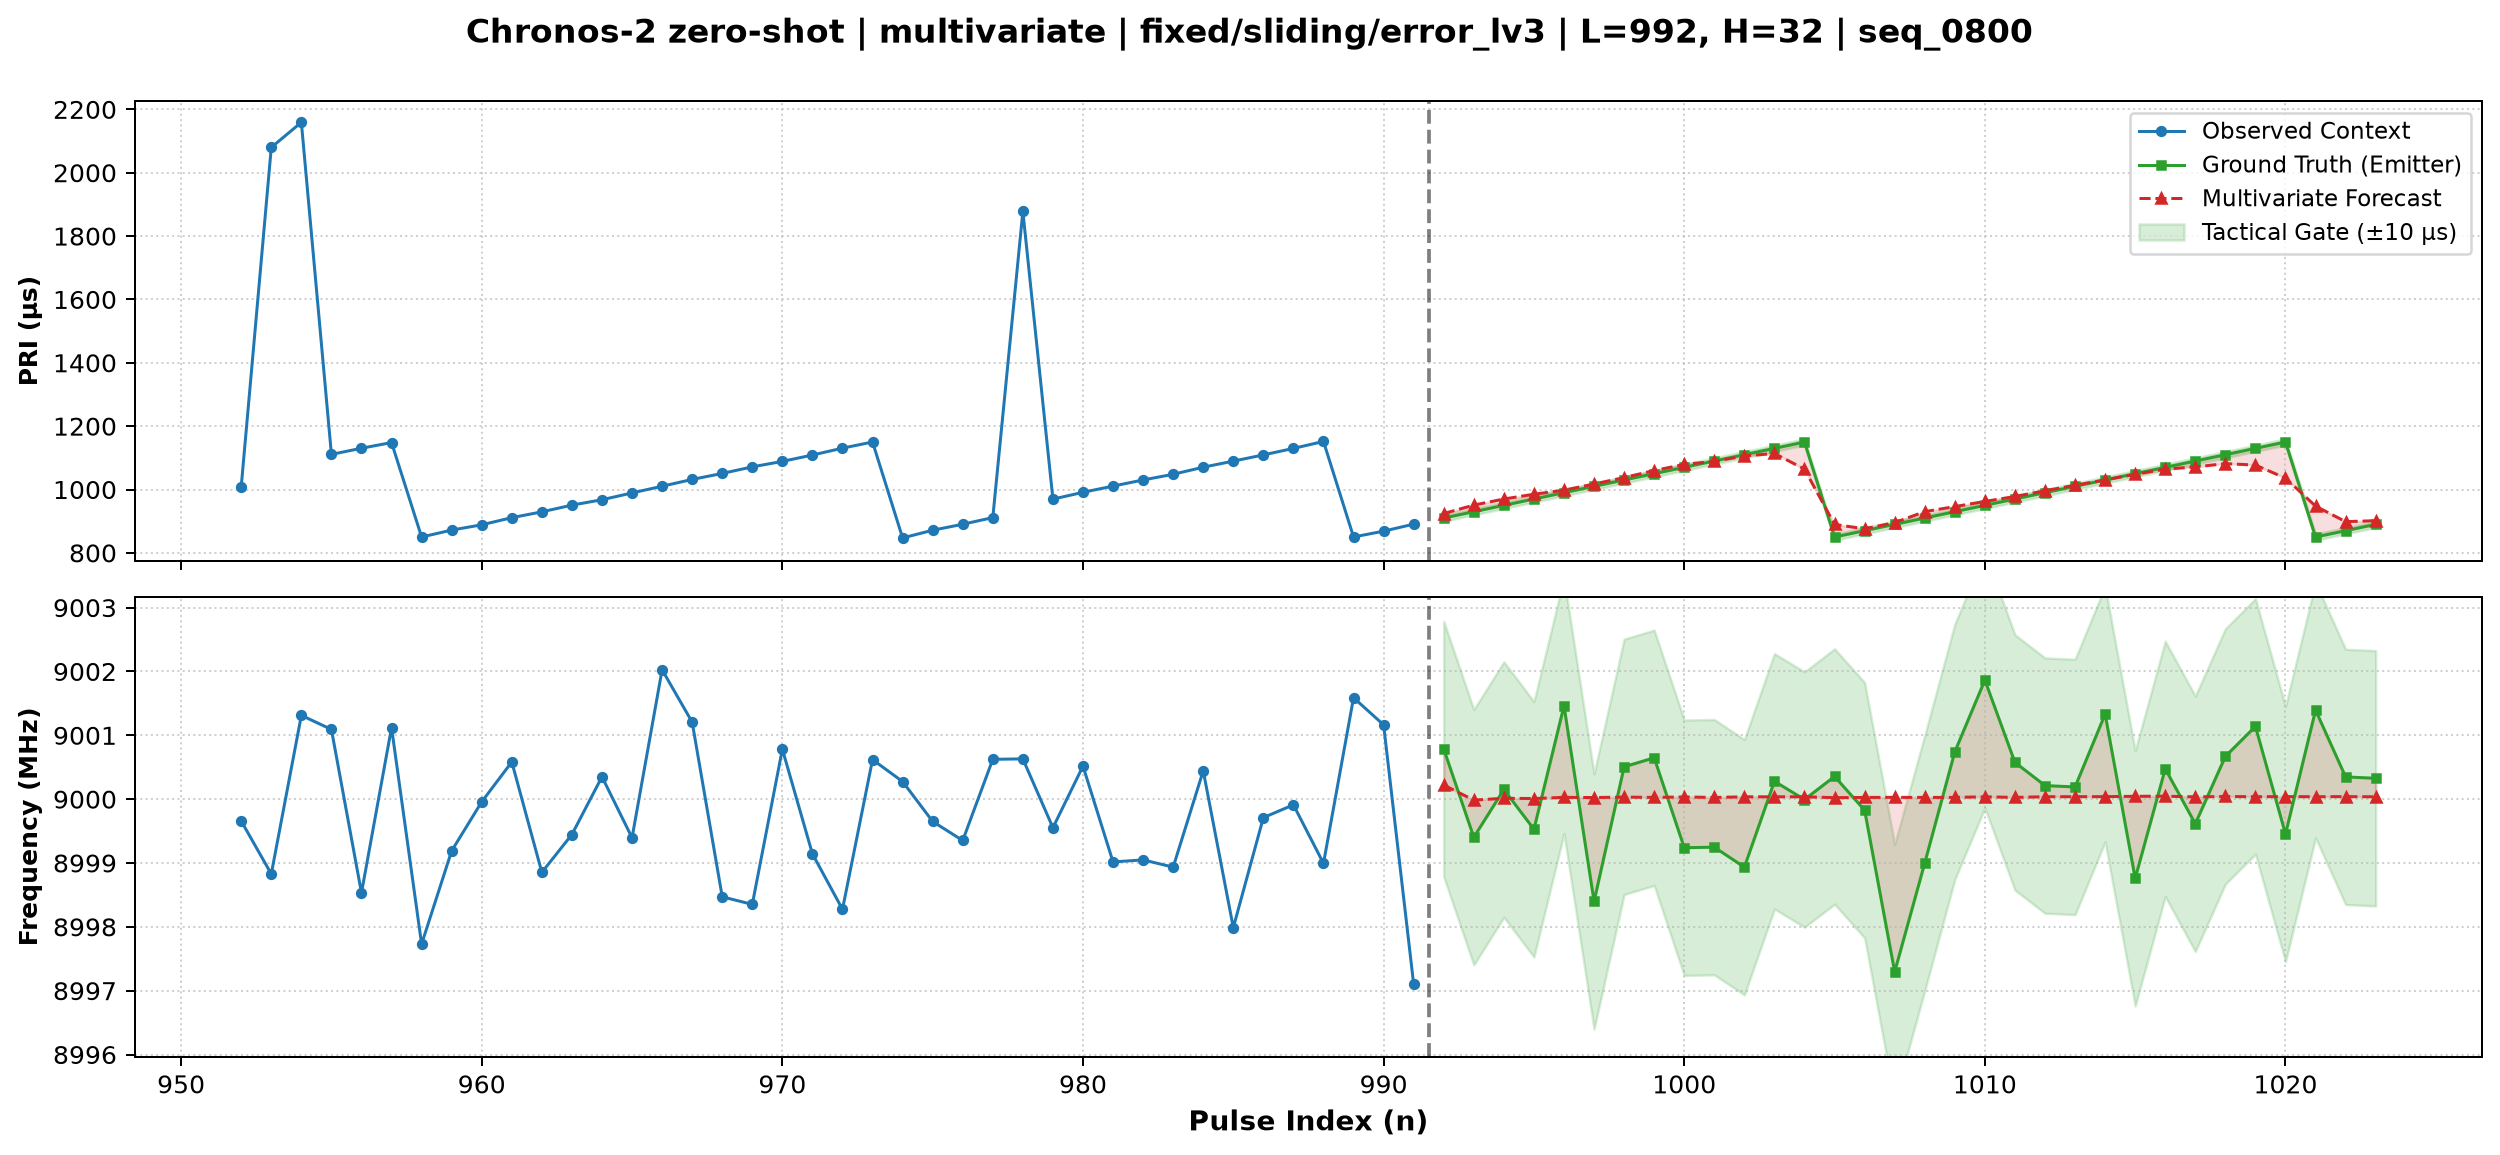 Chronos-2 zero-shot | multivariate | fixed/sliding/error_lv3 | L=992, H=32 | seq_0800
2200
2000
1800
1600
1400
1200
1000
800
PRI (µs)
Observed Context
Ground Truth (Emitter)
Multivariate Forecast
Tactical Gate (±10 µs)
9003
9002
9001
9000
8999
8998
8997
8996
Frequency (MHz)
950 960 970 980 990 1000 1010 1020
Pulse Index (n)